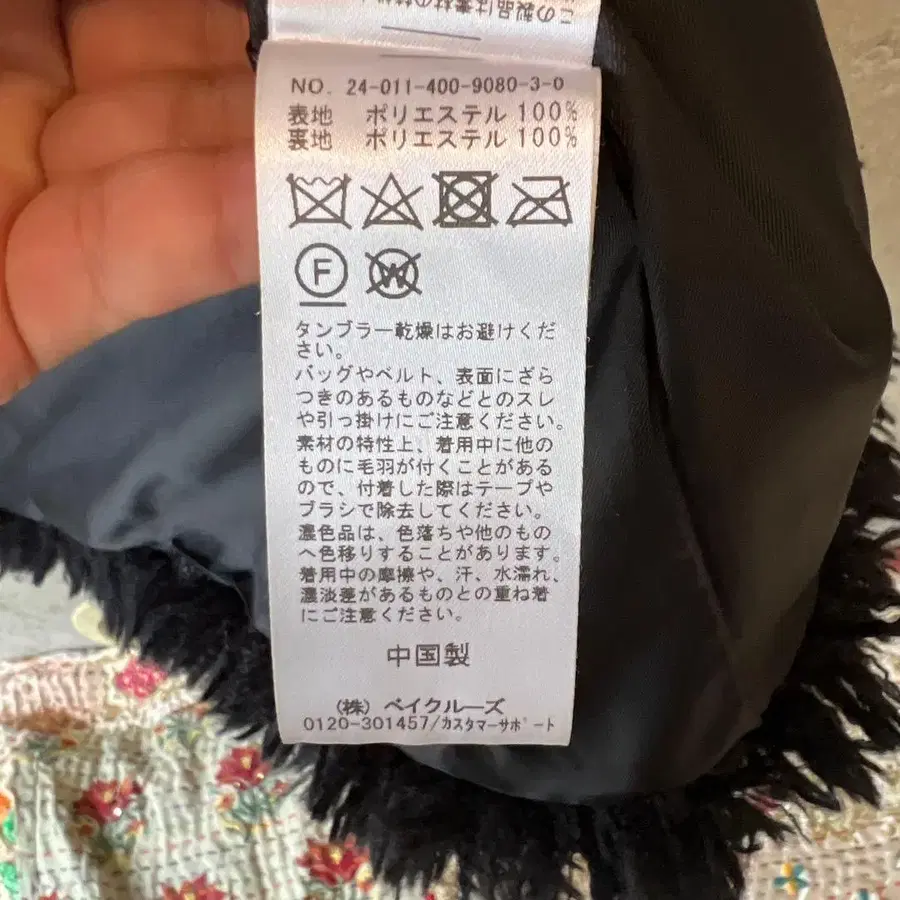 この製品は素材の特性
NO. 24-011-400-9080-3-0
表地 ポリエステル 100%
裏地 ポリエステル 100%
F W
タンブラー乾燥はお避けくだ
さい。
バッグやベルト、表面にざら
つきのあるものなどとのスレ
や引っ掛けにご注意ください。
素材の特性上、着用中に他の
ものに毛羽が付くことがある
ので、付着した際はテープや
ブラシで除去してください。
濃色品は、色落ちや他のもの
へ色移りすることがあります。
着用中の摩擦や、汗、水濡れ、
濃淡差があるものとの重ね着
にご注意ください。
中国製
(株) ベイクルーズ
0120-301457/カスタマーサポート